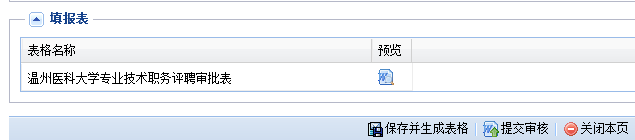 填报表
表格名称 预览
温州医科大学专业技术职务评聘审批表
保存并生成表格 提交审核 关闭本页